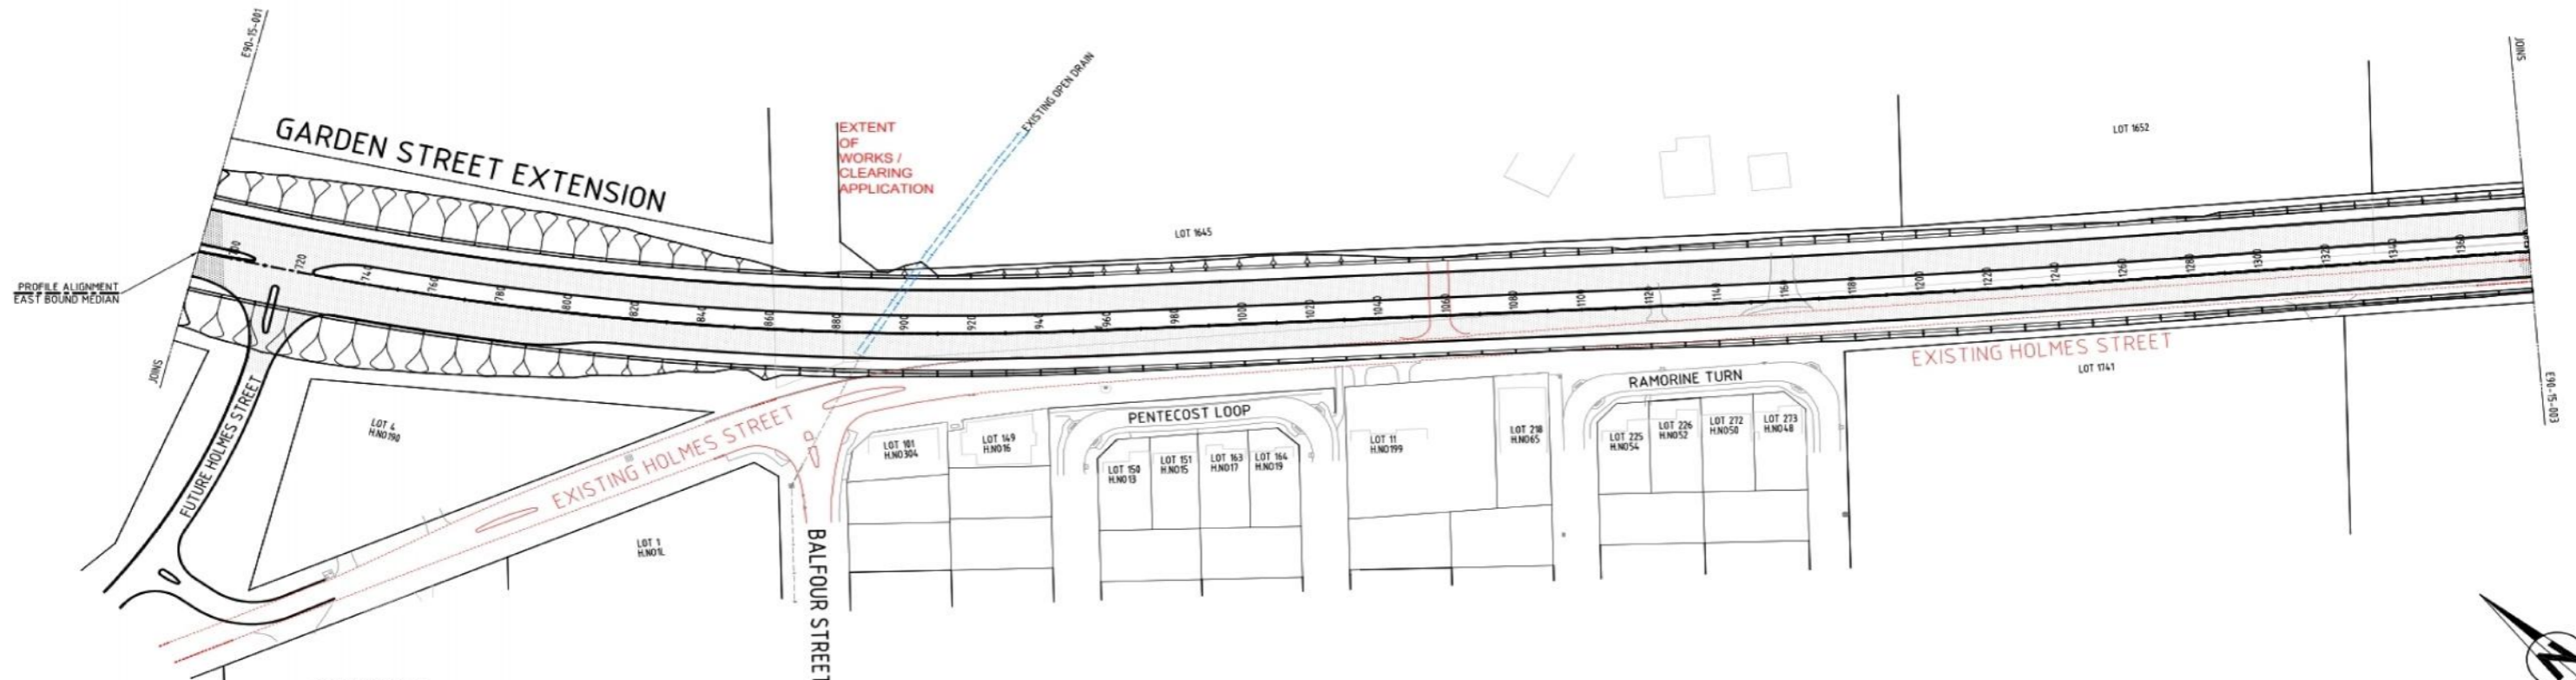 E90-15-001
GARDEN STREET EXTENSION
EXTENT
OF
WORKS /
CLEARING
APPLICATION
EXISTING OPEN DRAIN
LOT 1645
LOT 1652
JOINS
PROFILE ALIGNMENT
EAST BOUND MEDIAN
700
720
740
760
780
800
820
840
860
880
900
920
940
960
980
1000
1020
1040
1060
1080
1100
1120
1140
1160
1180
1200
1220
1240
1260
1280
1300
1320
1340
1360
JOINS
E90-15-003
FUTURE HOLMES STREET
LOT 4
H.NO190
EXISTING HOLMES STREET
LOT 1
H.NO1L
BALFOUR STREET
LOT 101
H.NO304
LOT 149
H.NO16
PENTECOST LOOP
LOT 150
H.NO13
LOT 151
H.NO15
LOT 163
H.NO17
LOT 164
H.NO19
LOT 11
H.NO199
LOT 218
H.NO65
RAMORINE TURN
LOT 225
H.NO54
LOT 226
H.NO52
LOT 272
H.NO50
LOT 273
H.NO48
EXISTING HOLMES STREET
LOT 1741
N